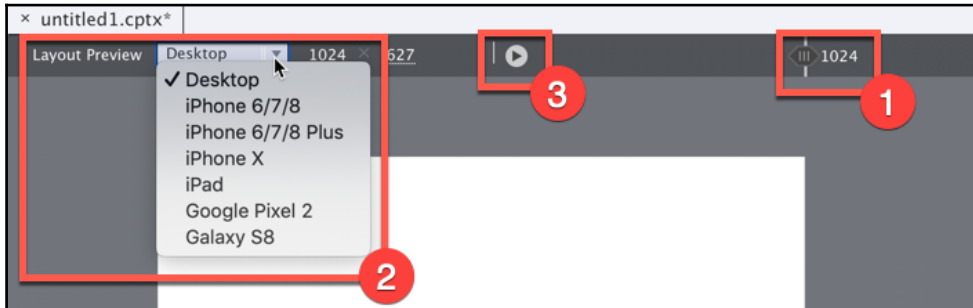 × untitled1.cptx*
Layout Preview Desktop 1024 × 627 1024
✓ Desktop
iPhone 6/7/8
iPhone 6/7/8 Plus
iPhone X
iPad
Google Pixel 2
Galaxy S8
3
1
2